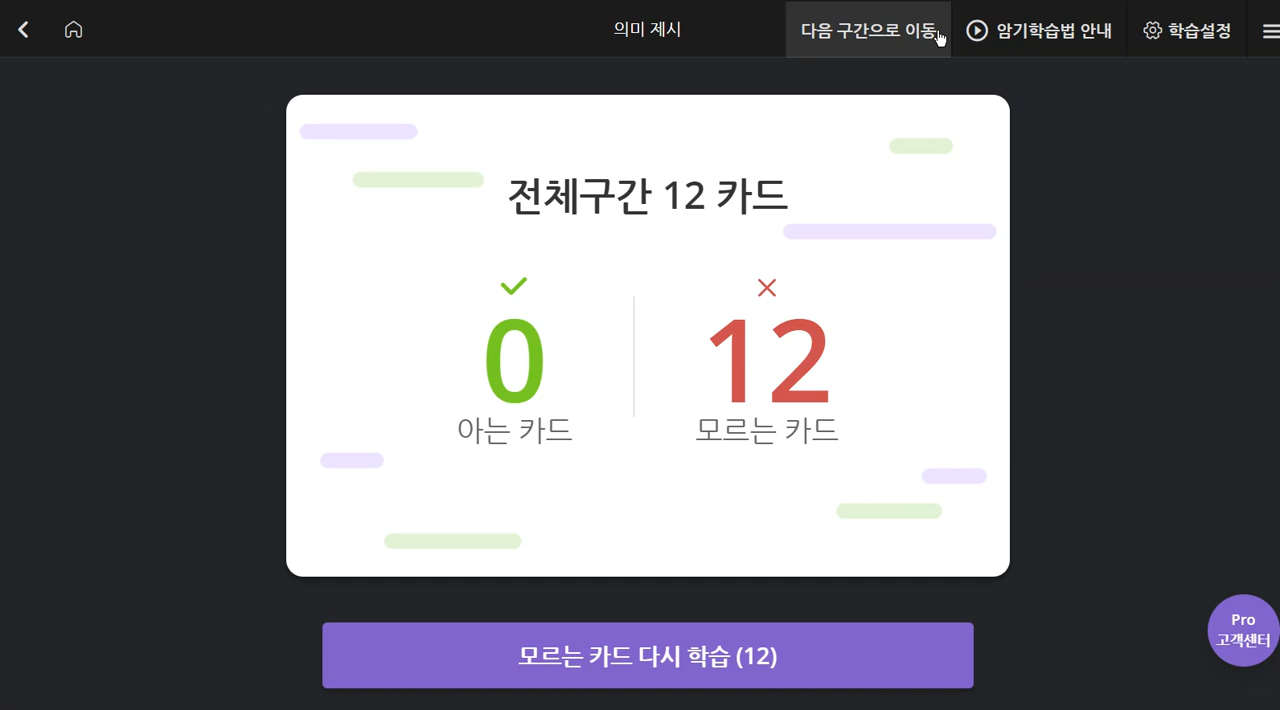 의미 제시
다음 구간으로 이동
암기학습법 안내
학습설정
전체구간 12 카드
0
아는 카드
12
모르는 카드
모르는 카드 다시 학습 (12)
Pro
고객센터